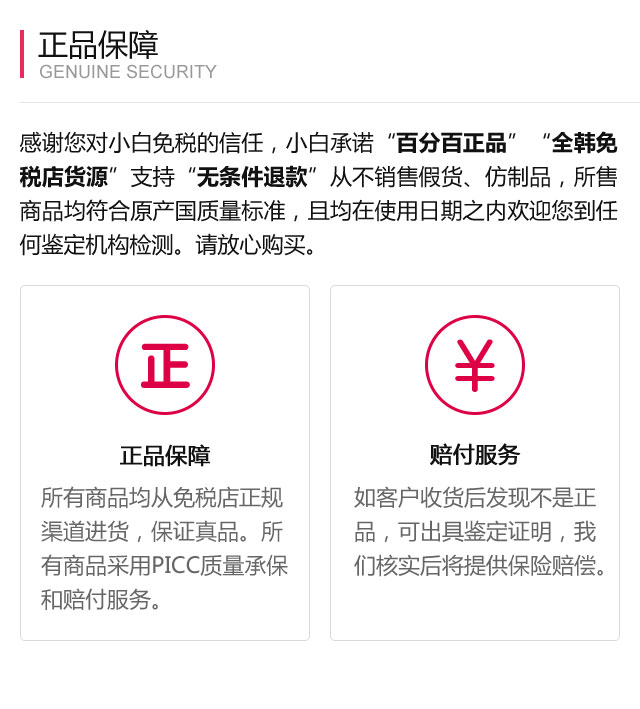 正品保障
GENUINE SECURITY
感谢您对小白免税的信任，小白承诺“百分百正品” “全韩免
税店货源” 支持“无条件退款”从不销售假货、仿制品，所售
商品均符合原产国质量标准，且均在使用日期之内欢迎您到任
何鉴定机构检测。请放心购买。
正
正品保障
所有商品均从免税店正规
渠道进货，保证真品。所
有商品采用PICC质量承保
和赔付服务。
¥
赔付服务
如客户收货后发现不是正
品，可出具鉴定证明，我
们核实后将提供保险赔偿。